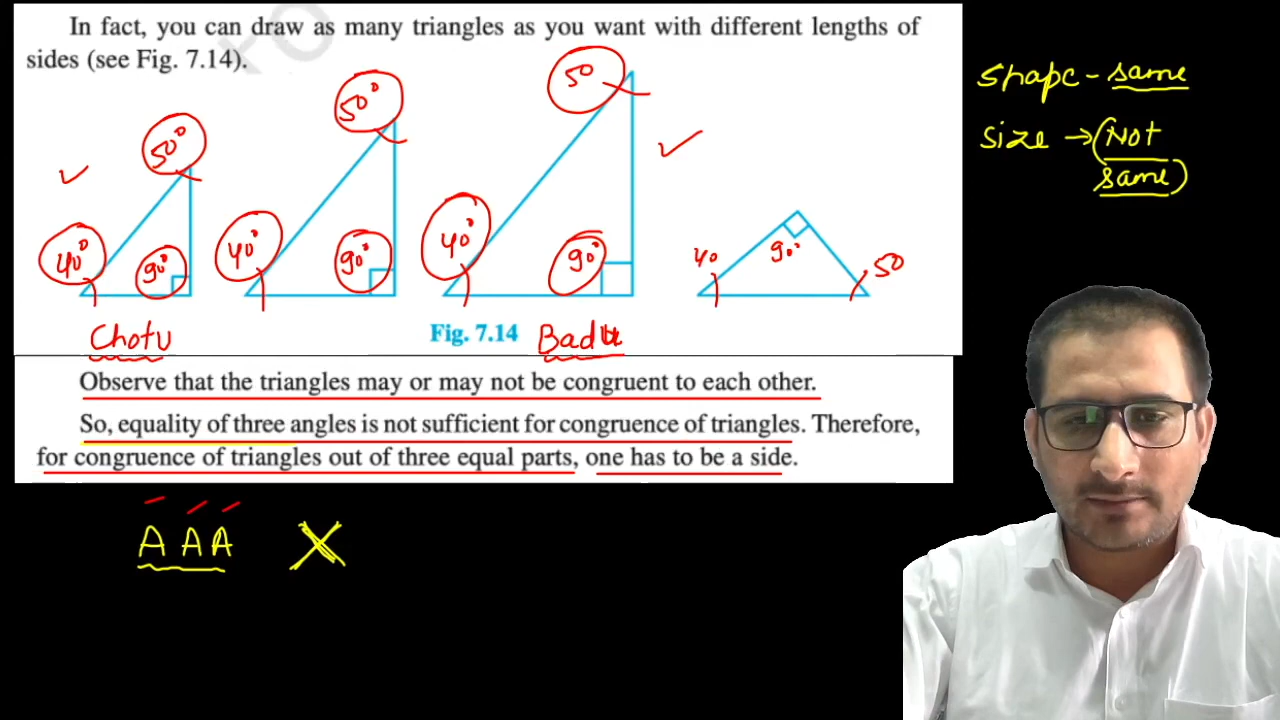 In fact, you can draw as many triangles as you want with different lengths of
sides (see Fig. 7.14).
50° 50° 50
40° 90° 40° 90° 40° 90° 40 90° 50
Chotu Fig. 7.14 Badu
Observe that the triangles may or may not be congruent to each other.
So, equality of three angles is not sufficient for congruence of triangles. Therefore,
for congruence of triangles out of three equal parts, one has to be a side.
A A A X
Shape - same
Size → (Not
same)